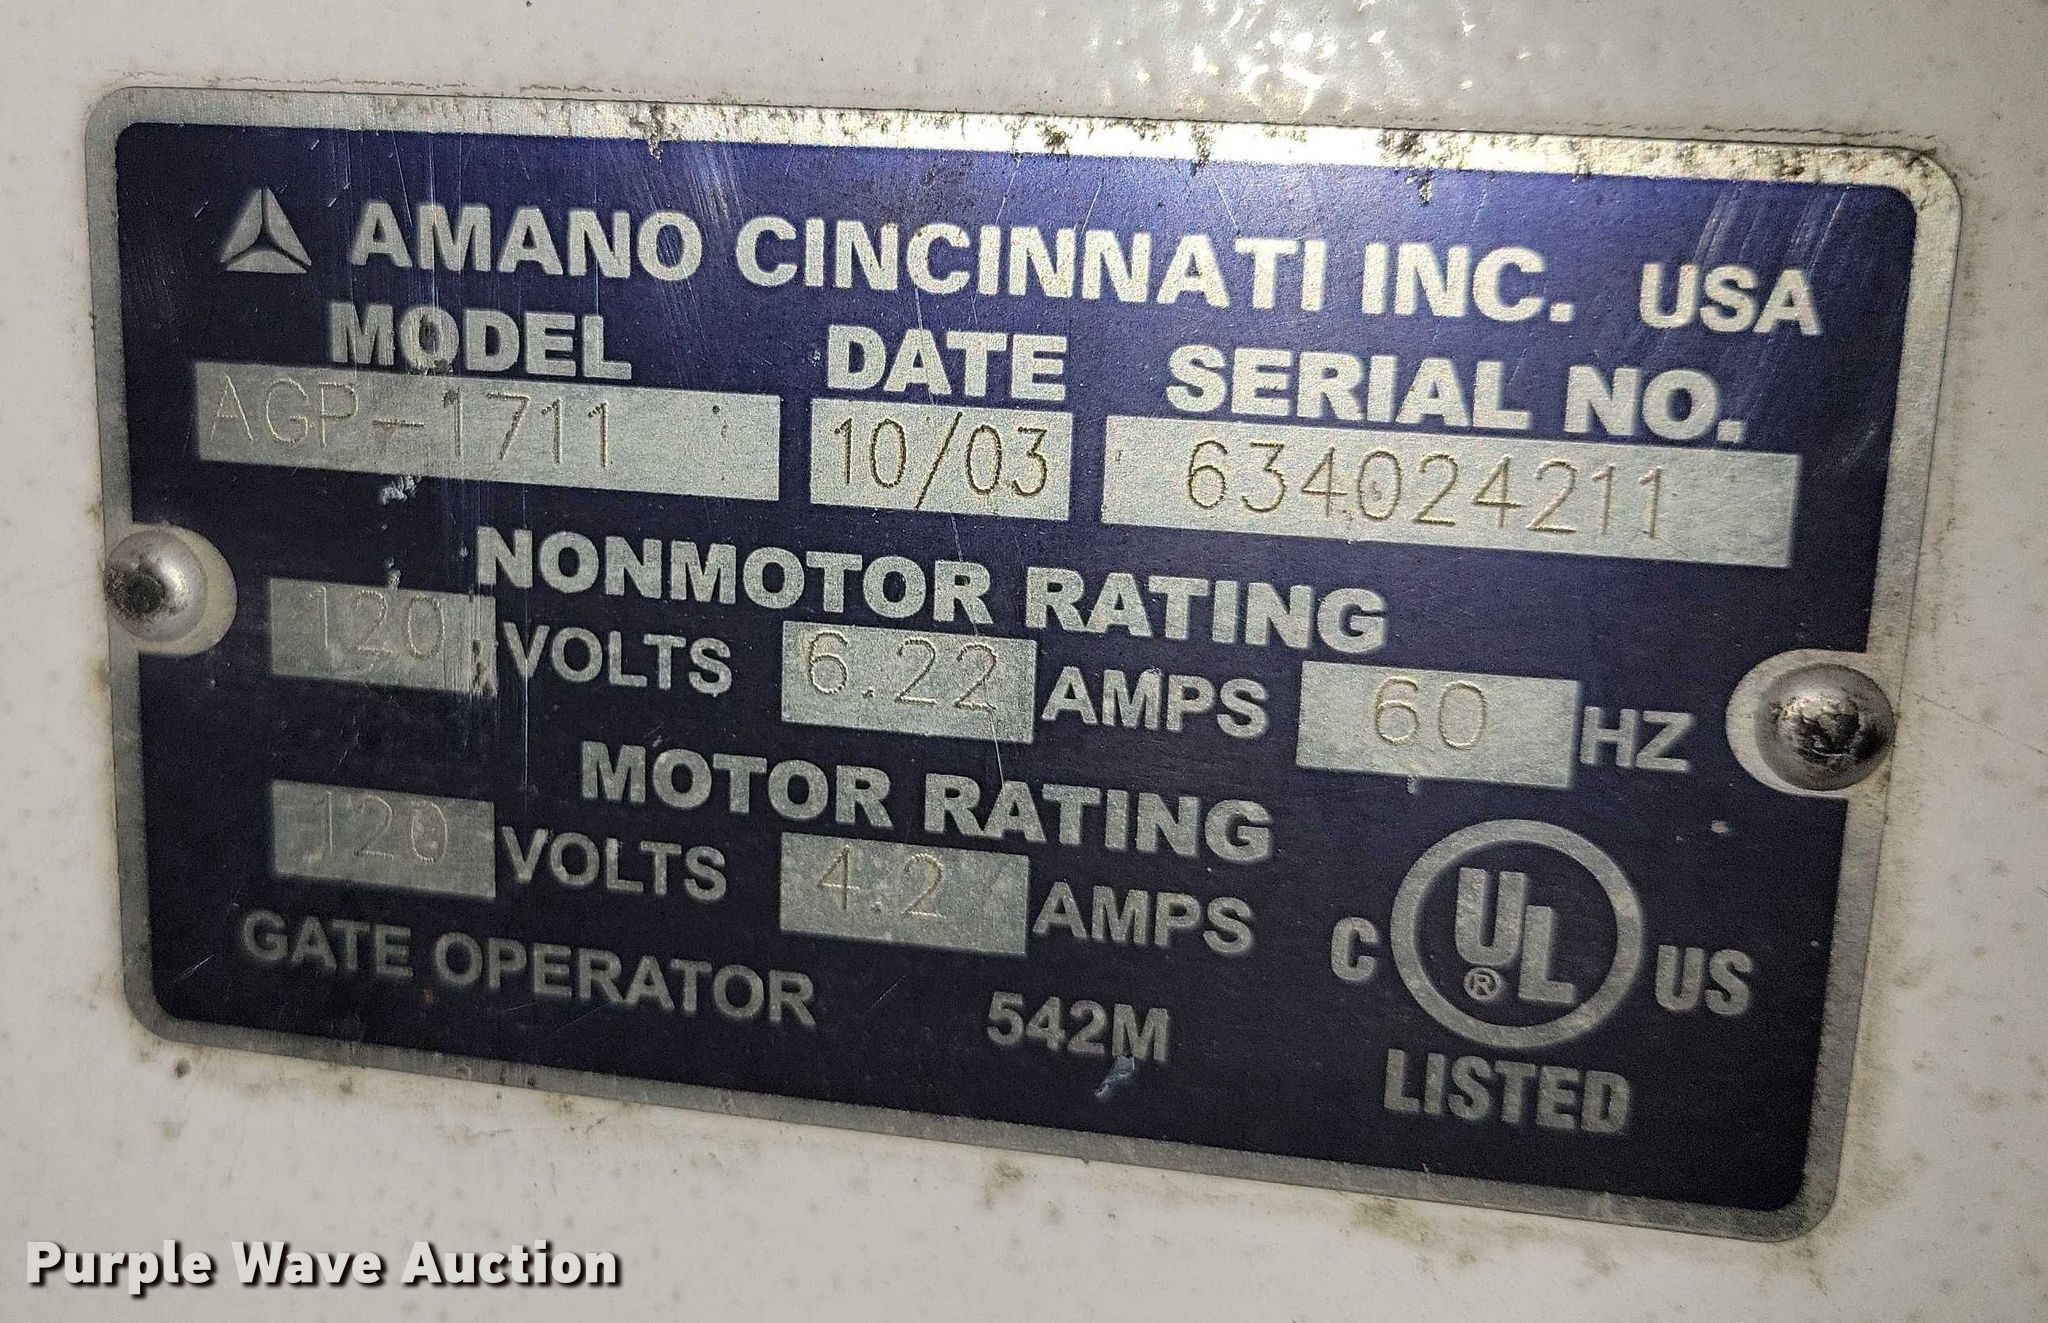 AMANO CINCINNATI INC. USA
MODEL DATE SERIAL NO.
AGP-1711 10/03 634024211
NONMOTOR RATING
120 VOLTS 6.22 AMPS 60 HZ
MOTOR RATING
120 VOLTS 4.2 AMPS
GATE OPERATOR 542M
C UL® US
LISTED
Purple Wave Auction